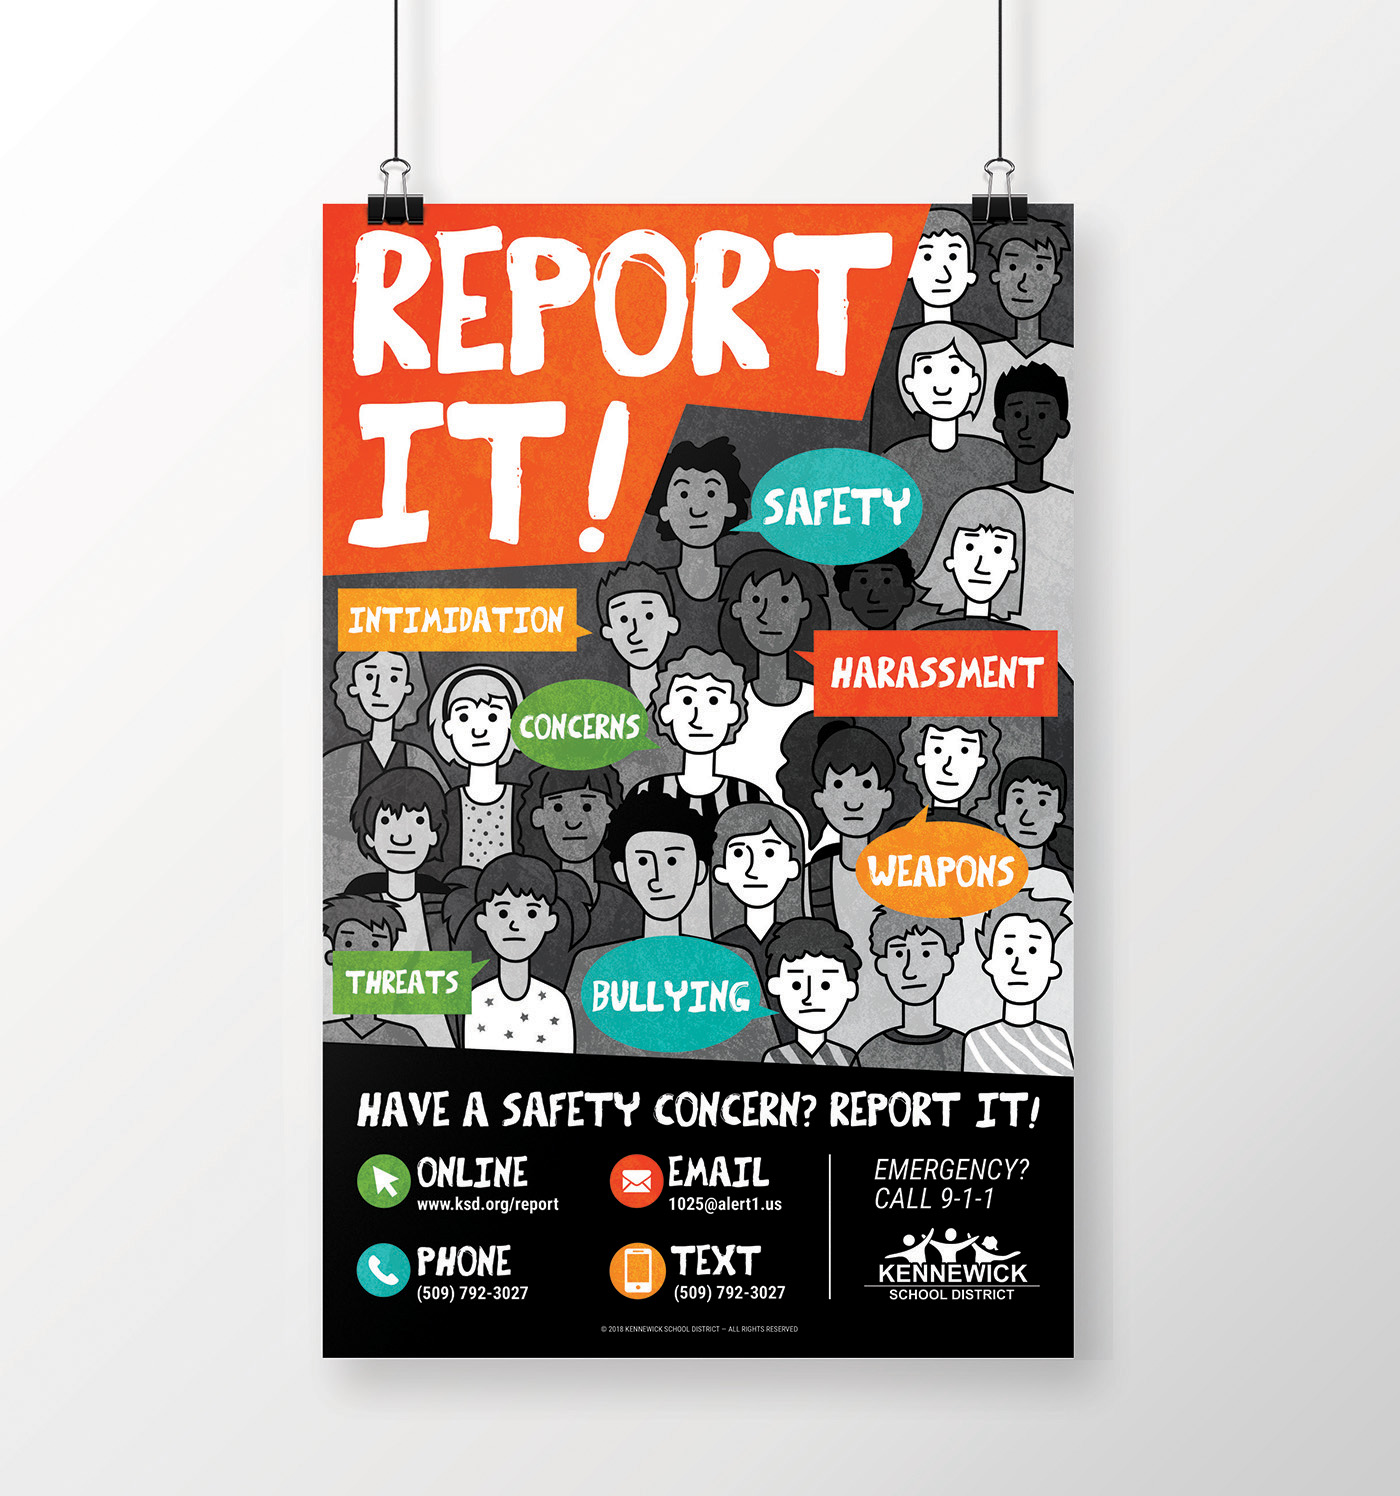 REPORT
IT!
SAFETY
INTIMIDATION
HARASSMENT
CONCERNS
WEAPONS
THREATS
BULLYING
HAVE A SAFETY CONCERN? REPORT IT!
ONLINE
www.ksd.org/report
EMAIL
1025@alert1.us
PHONE
(509) 792-3027
TEXT
(509) 792-3027
EMERGENCY?
CALL 9-1-1
KENNEWICK
SCHOOL DISTRICT
© 2018 KENNEWICK SCHOOL DISTRICT – ALL RIGHTS RESERVED